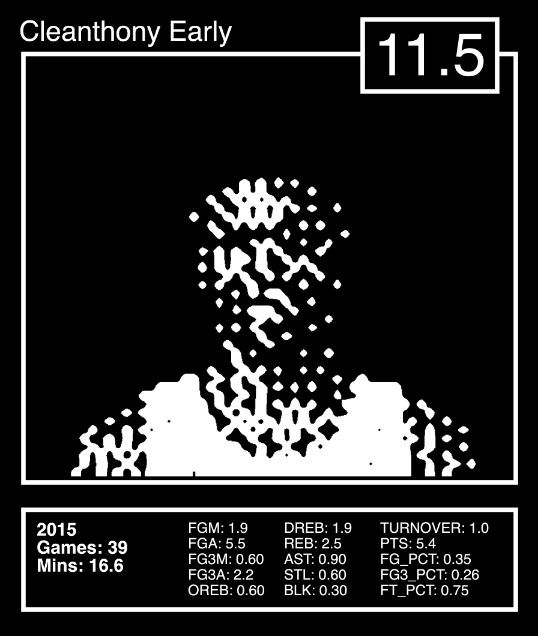 Cleanthony Early
11.5
2015
Games: 39
Mins: 16.6
FGM: 1.9
FGA: 5.5
FG3M: 0.60
FG3A: 2.2
OREB: 0.60
DREB: 1.9
REB: 2.5
AST: 0.90
STL: 0.60
BLK: 0.30
TURNOVER: 1.0
PTS: 5.4
FG_PCT: 0.35
FG3_PCT: 0.26
FT_PCT: 0.75